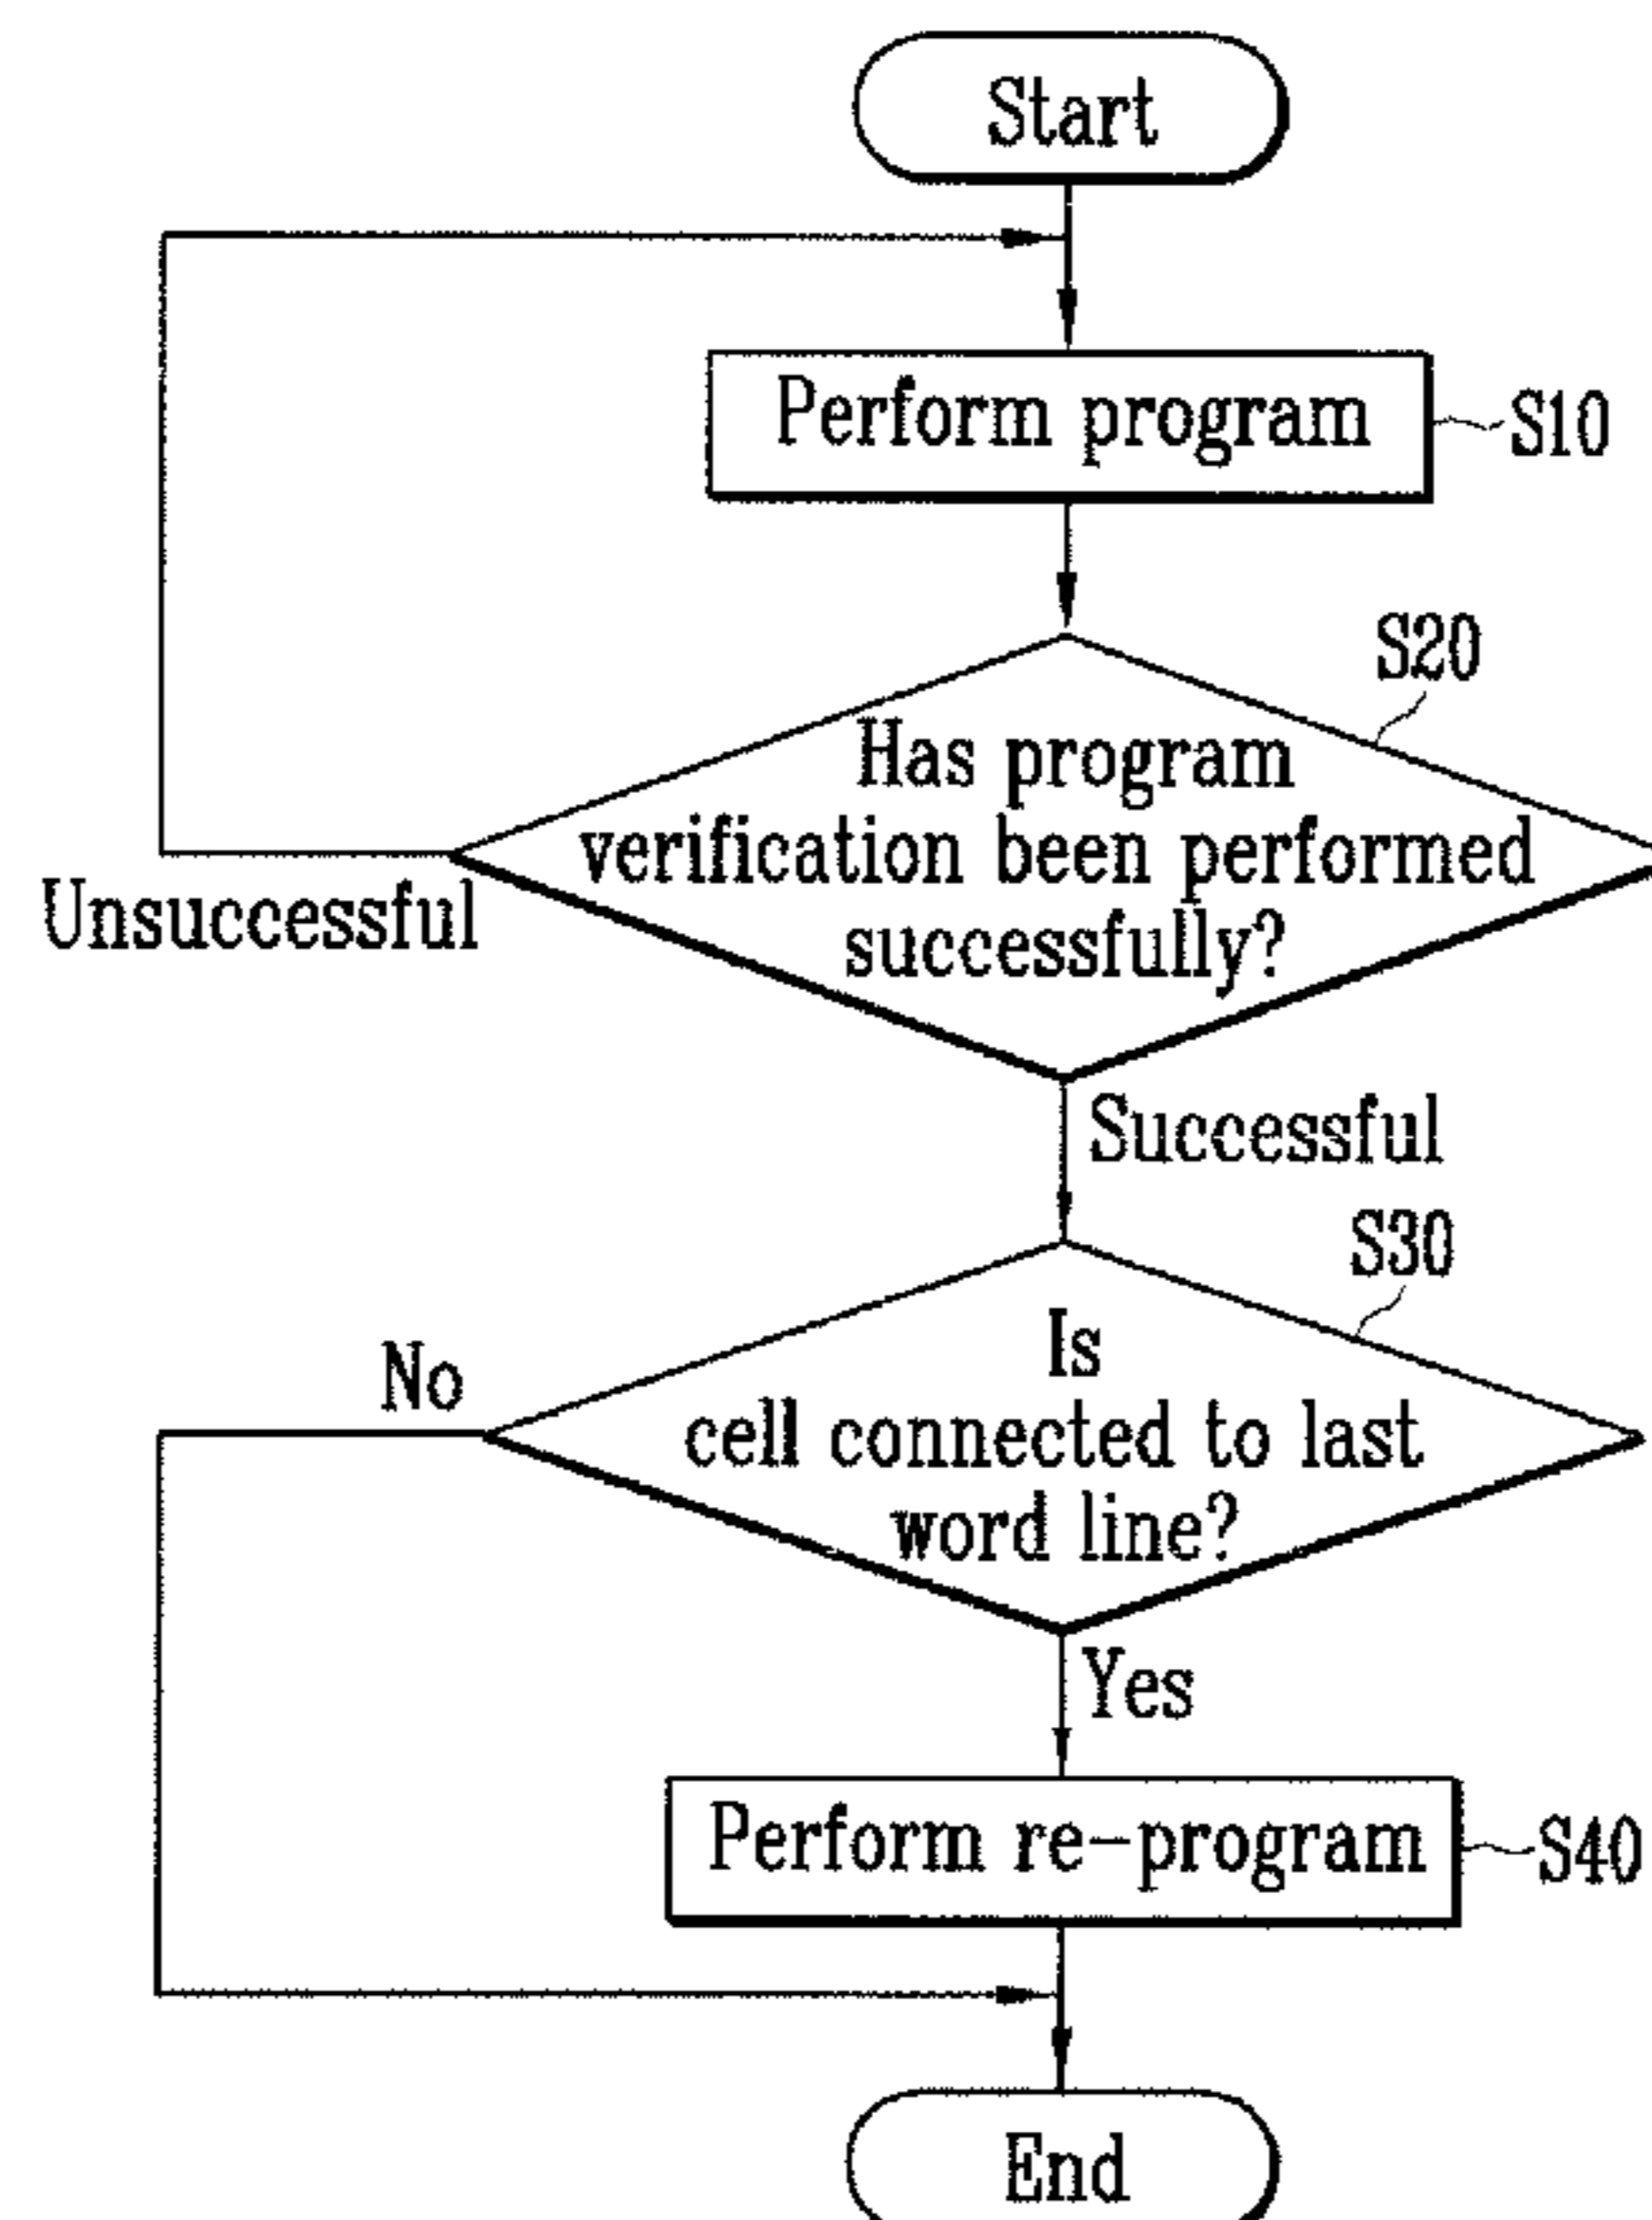 Start
Perform program
S10
S20
Has program
verification been performed
successfully?
Unsuccessful
Successful
S30
Is
cell connected to last
word line?
No
Yes
Perform re-program
S40
End